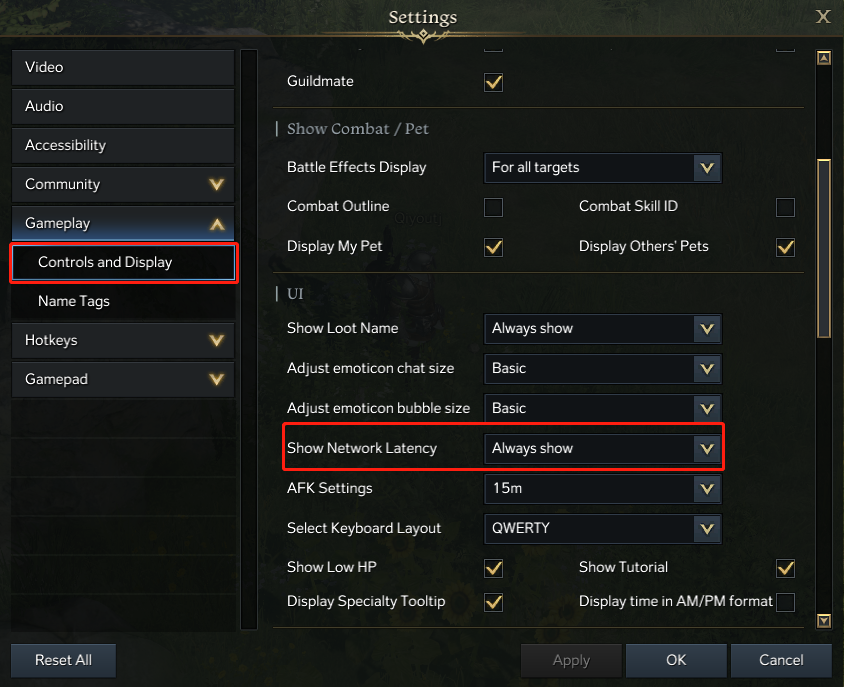 Settings
X
Video
Audio
Accessibility
Community
Gameplay
Controls and Display
Name Tags
Hotkeys
Gamepad
Guildmate
Show Combat / Pet
Battle Effects Display For all targets
Combat Outline Combat Skill ID
Display My Pet Display Others' Pets
UI
Show Loot Name Always show
Adjust emoticon chat size Basic
Adjust emoticon bubble size Basic
Show Network Latency Always show
AFK Settings 15m
Select Keyboard Layout QWERTY
Show Low HP Show Tutorial
Display Specialty Tooltip Display time in AM/PM format
Reset All Apply OK Cancel